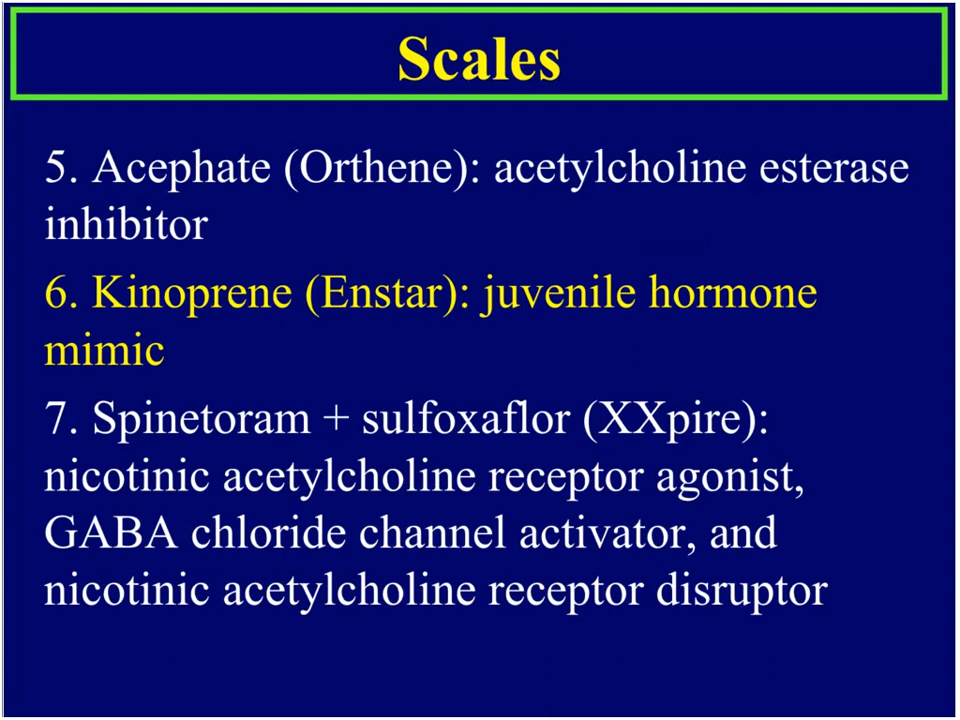 Scales
5. Acephate (Orthene): acetylcholine esterase
inhibitor
6. Kinoprene (Enstar): juvenile hormone
mimic
7. Spinetoram + sulfoxaflor (XXpire):
nicotinic acetylcholine receptor agonist,
GABA chloride channel activator, and
nicotinic acetylcholine receptor disruptor